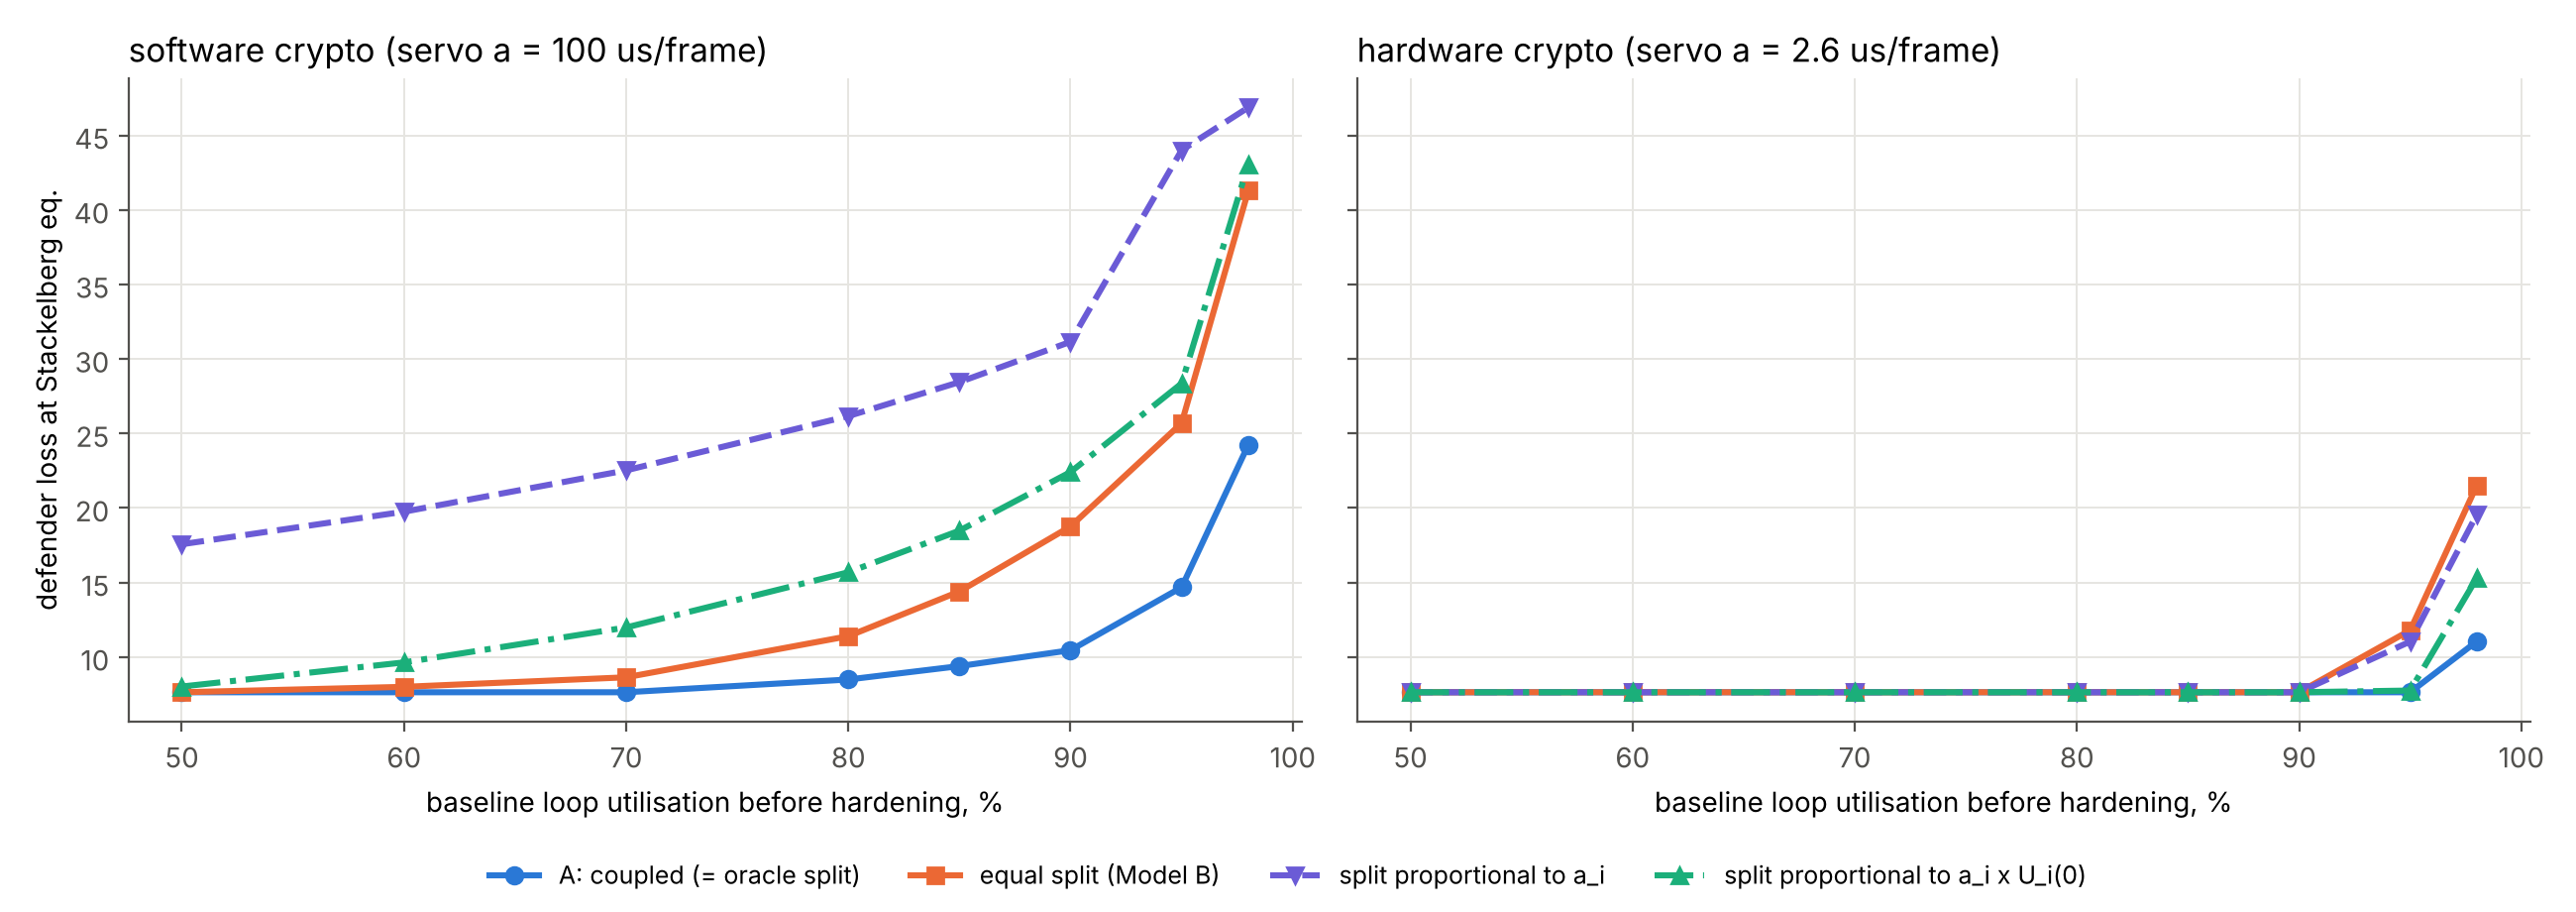 software crypto (servo a = 100 us/frame)
hardware crypto (servo a = 2.6 us/frame)
defender loss at Stackelberg eq.
45
40
35
30
25
20
15
10
50 60 70 80 90 100
50 60 70 80 90 100
baseline loop utilisation before hardening, %
baseline loop utilisation before hardening, %
A: coupled (= oracle split)
equal split (Model B)
split proportional to a_i
split proportional to a_i x U_i(0)